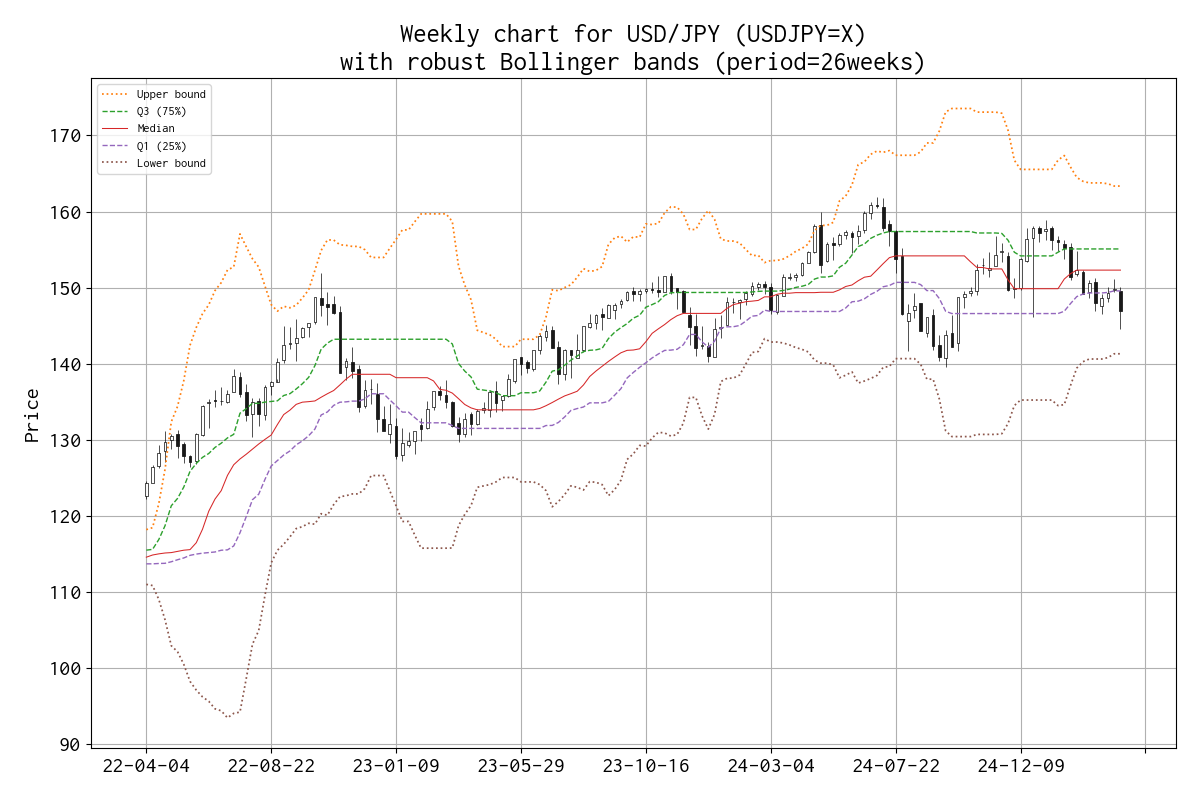 Weekly chart for USD/JPY (USDJPY=X)
with robust Bollinger bands (period=26weeks)
Upper bound
Q3 (75%)
Median
Q1 (25%)
Lower bound
Price
170
160
150
140
130
120
110
100
90
22-04-04
22-08-22
23-01-09
23-05-29
23-10-16
24-03-04
24-07-22
24-12-09